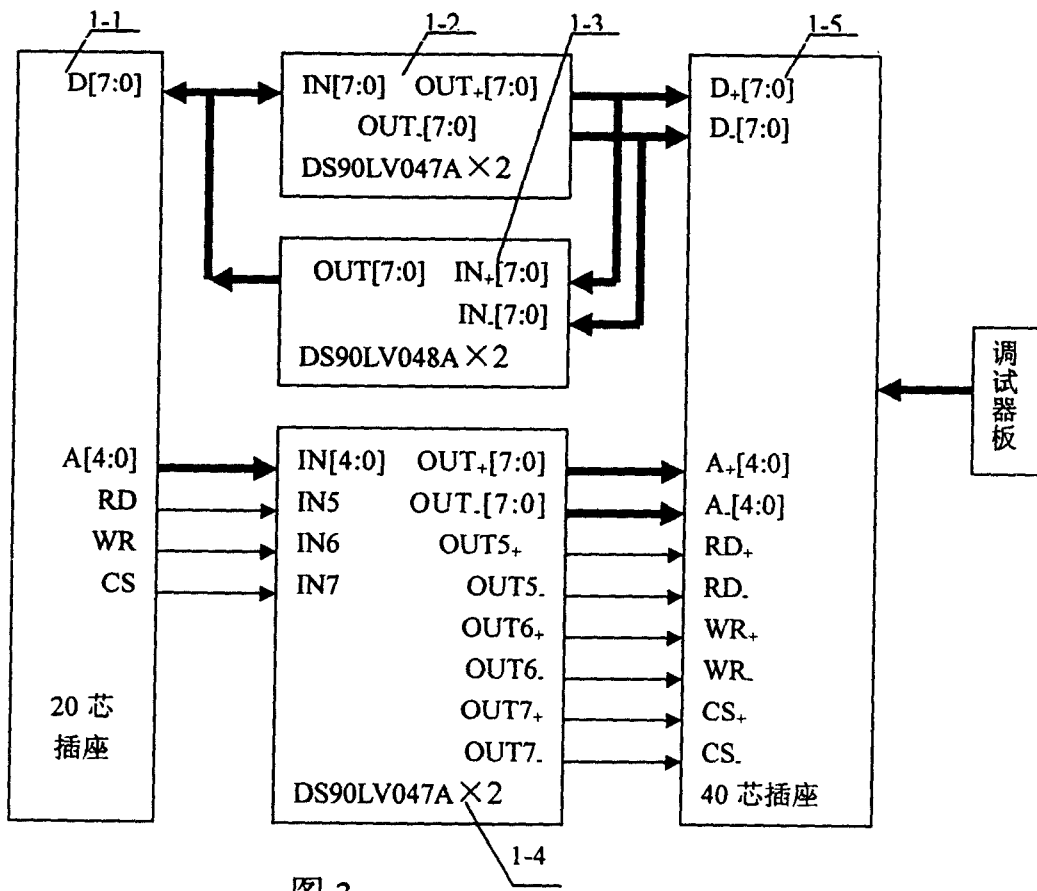 1-1
1-2
1-3
1-5
D[7:0]
IN[7:0] OUT+[7:0]
OUT-[7:0]
DS90LV047A×2
D+[7:0]
D-[7:0]
OUT[7:0] IN+[7:0]
IN-[7:0]
DS90LV048A×2
调试器板
A[4:0]
RD
WR
CS
20 芯
插座
IN[4:0] OUT+[7:0]
IN5 OUT-[7:0]
IN6 OUT5+
IN7 OUT5-
OUT6+
OUT6-
OUT7+
OUT7-
DS90LV047A×2
A+[4:0]
A-[4:0]
RD+
RD-
WR+
WR-
CS+
CS-
40 芯插座
1-4